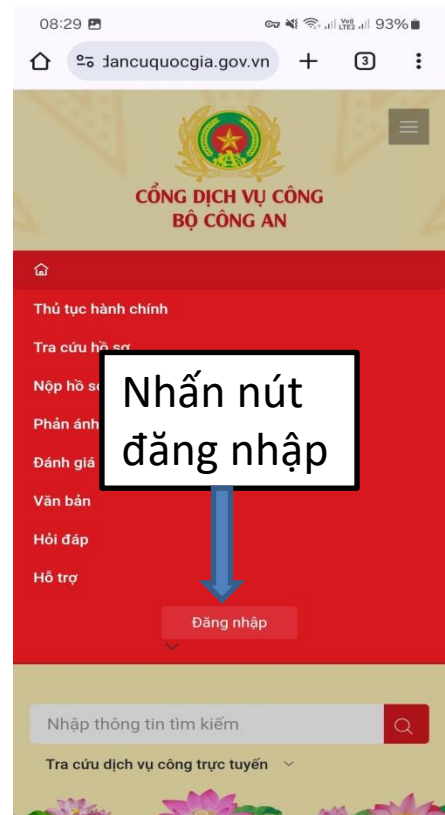 08:29 93%
dancuquocgia.gov.vn + 3
CỔNG DỊCH VỤ CÔNG
BỘ CÔNG AN
Thủ tục hành chính
Tra cứu hồ sơ
Nộp hồ sơ
Phản ánh
Đánh giá
Văn bản
Hỏi đáp
Hỗ trợ
Nhấn nút
đăng nhập
Đăng nhập
Nhập thông tin tìm kiếm
Tra cứu dịch vụ công trực tuyến